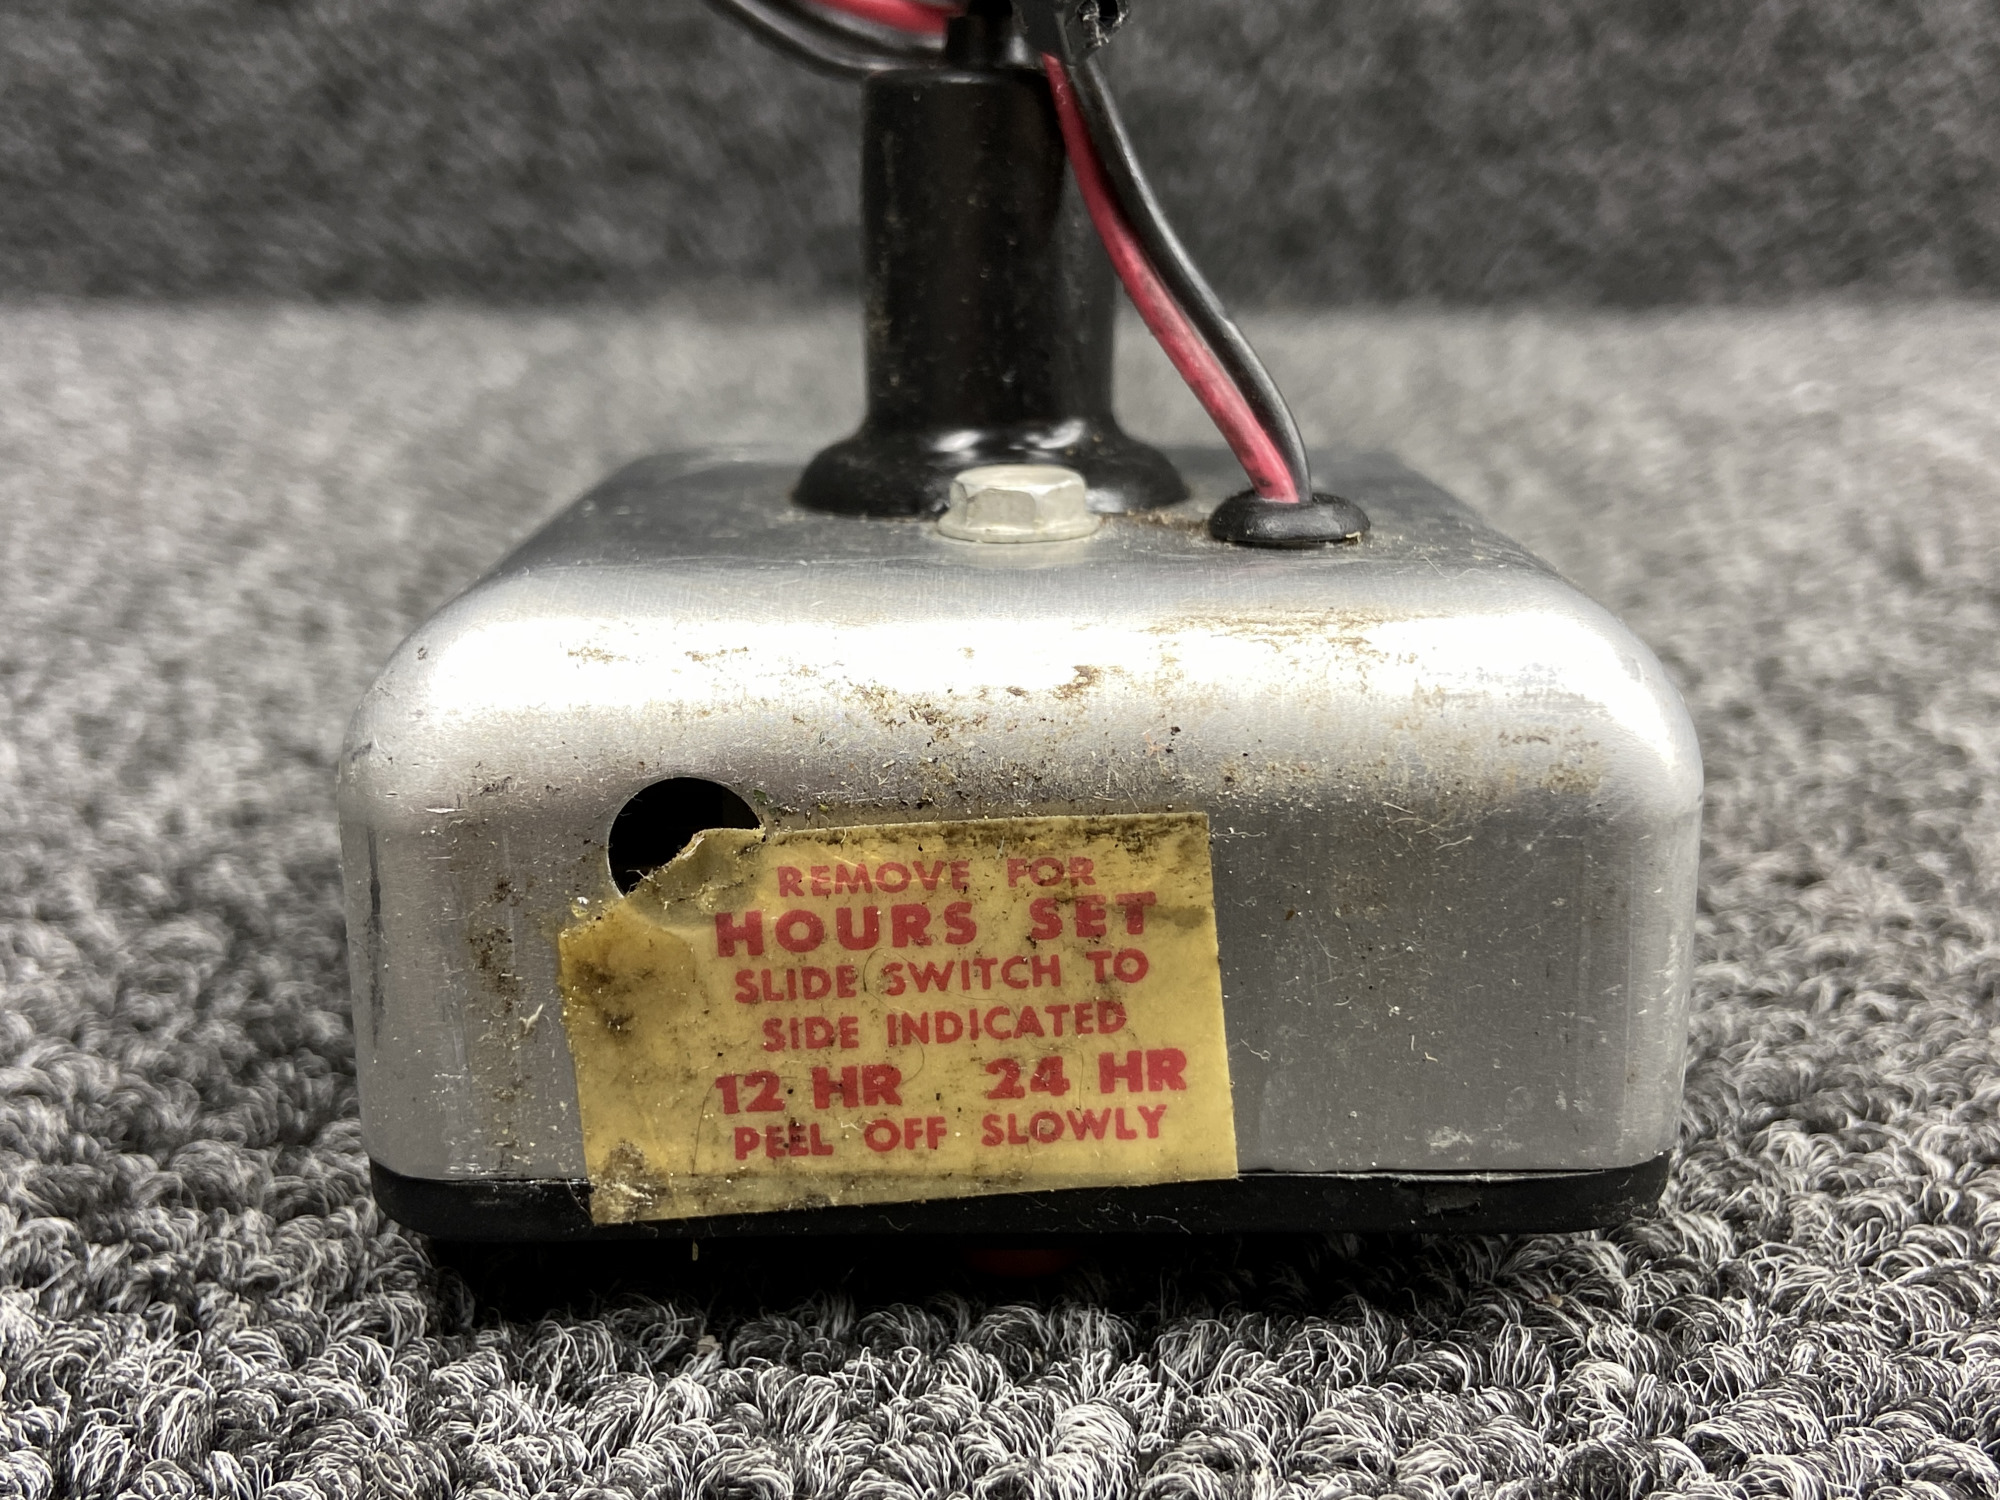 REMOVE FOR
HOURS SET
SLIDE SWITCH TO
SIDE INDICATED
12 HR 24 HR
PEEL OFF SLOWLY